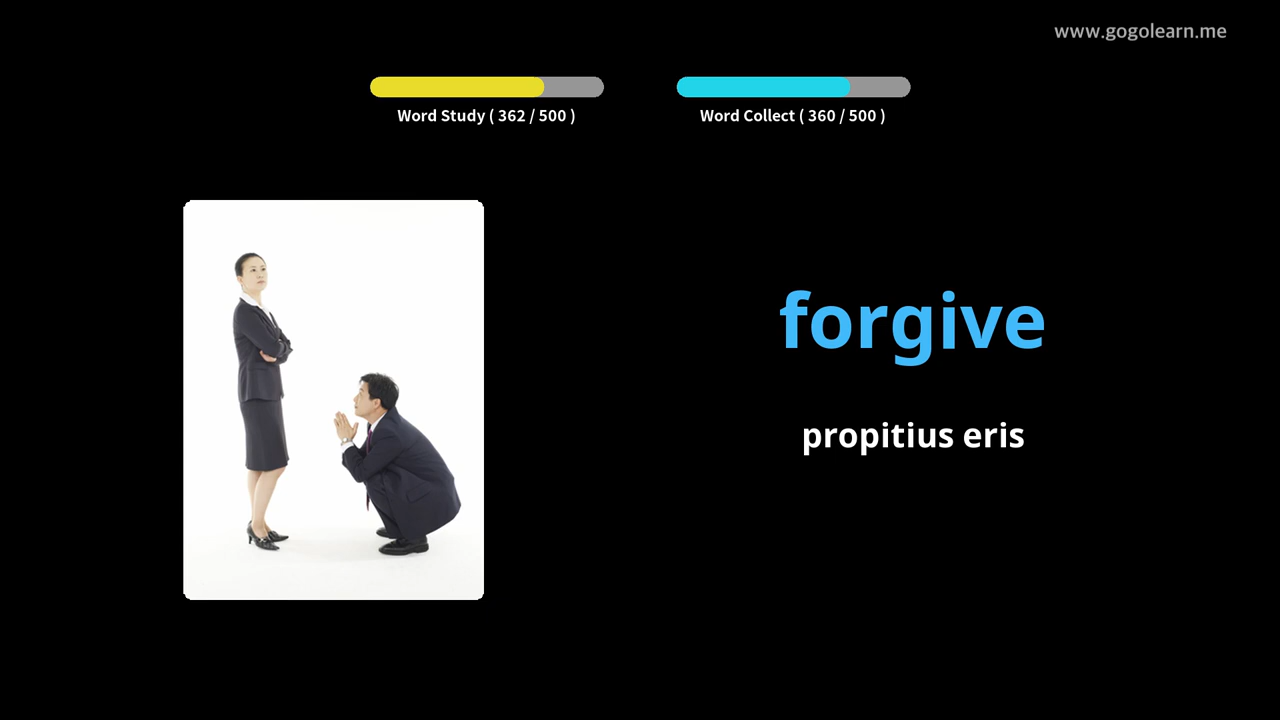 www.gogolearn.me
Word Study ( 362 / 500 )
Word Collect ( 360 / 500 )
forgive
propitius eris